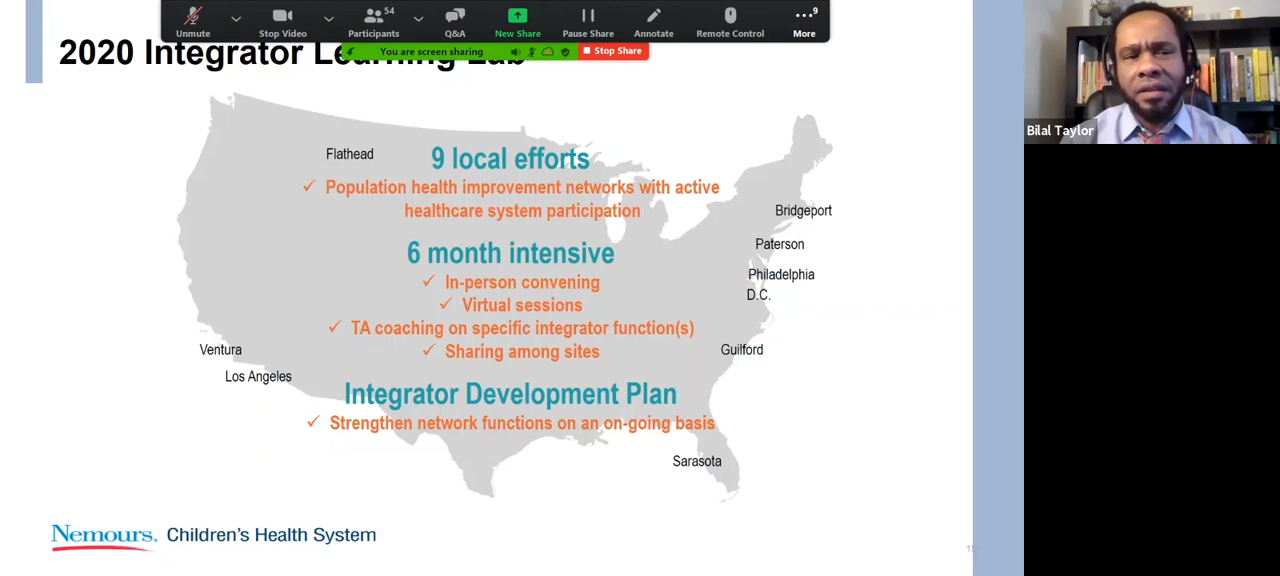 54
9
Unmute
Stop Video
Participants
Q&A
New Share
Pause Share
Annotate
Remote Control
More
You are screen sharing
Stop Share
2020 Integrator Learning Lab
Bilal Taylor
Flathead
9 local efforts
✓ Population health improvement networks with active
healthcare system participation
Bridgeport
Paterson
6 month intensive
Philadelphia
✓ In-person convening
D.C.
✓ Virtual sessions
✓ TA coaching on specific integrator function(s)
Ventura
✓ Sharing among sites
Guilford
Los Angeles
Integrator Development Plan
✓ Strengthen network functions on an on-going basis
Sarasota
Nemours. Children's Health System